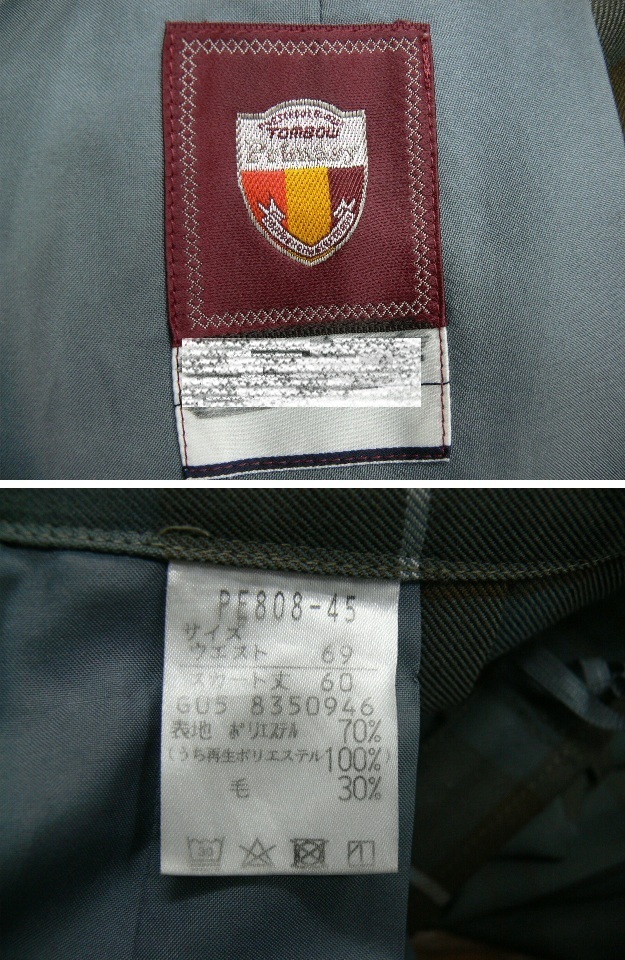 TOMBOW
Primary
PE808-45
サイズ
ウエスト 69
スカート丈 60
GU5 8350946
表地 ポリエステル 70%
(うち再生ポリエステル100%)
毛 30%
30